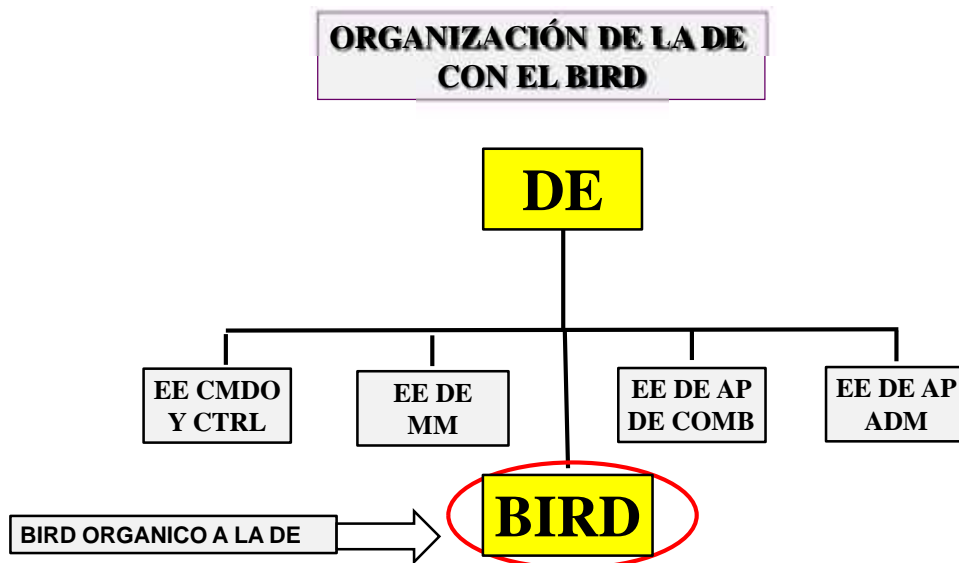 ORGANIZACIÓN DE LA DE
CON EL BIRD
DE
EE CMDO
Y CTRL
EE DE
MM
EE DE AP
DE COMB
EE DE AP
ADM
BIRD
BIRD ORGANICO A LA DE